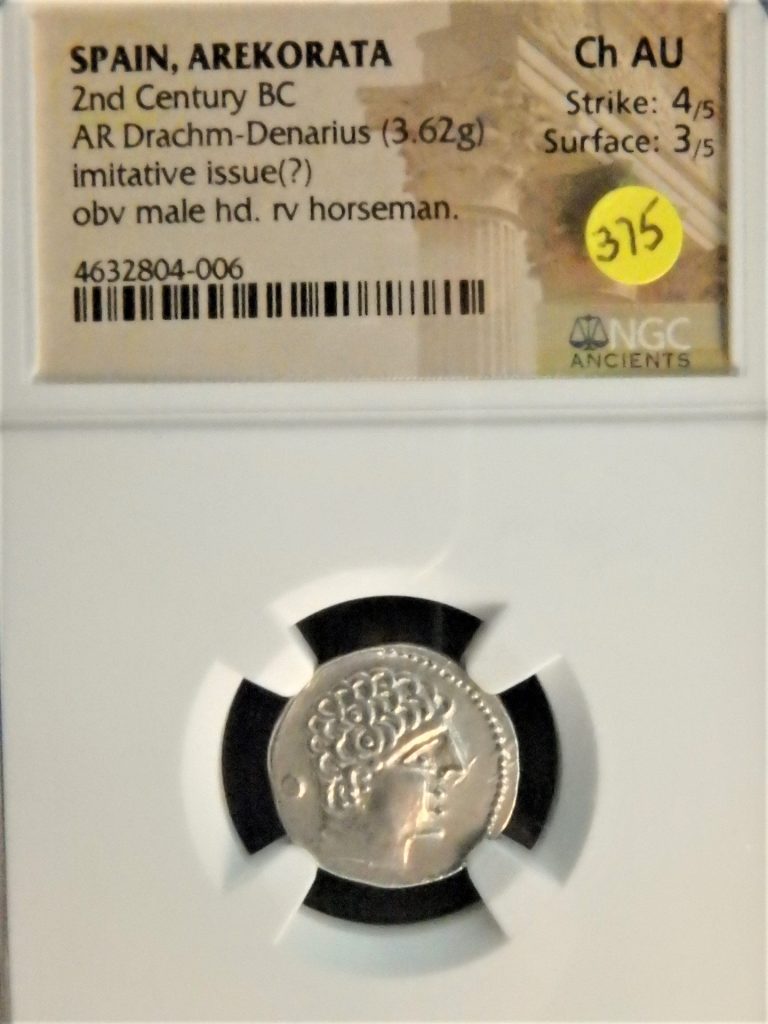 SPAIN, AREKORATA
2nd Century BC
AR Drachm-Denarius (3.62g)
imitative issue(?)
obv male hd. rv horseman.
4632804-006
Ch AU
Strike: 4/5
Surface: 3/5
375
NGC
ANCIENTS